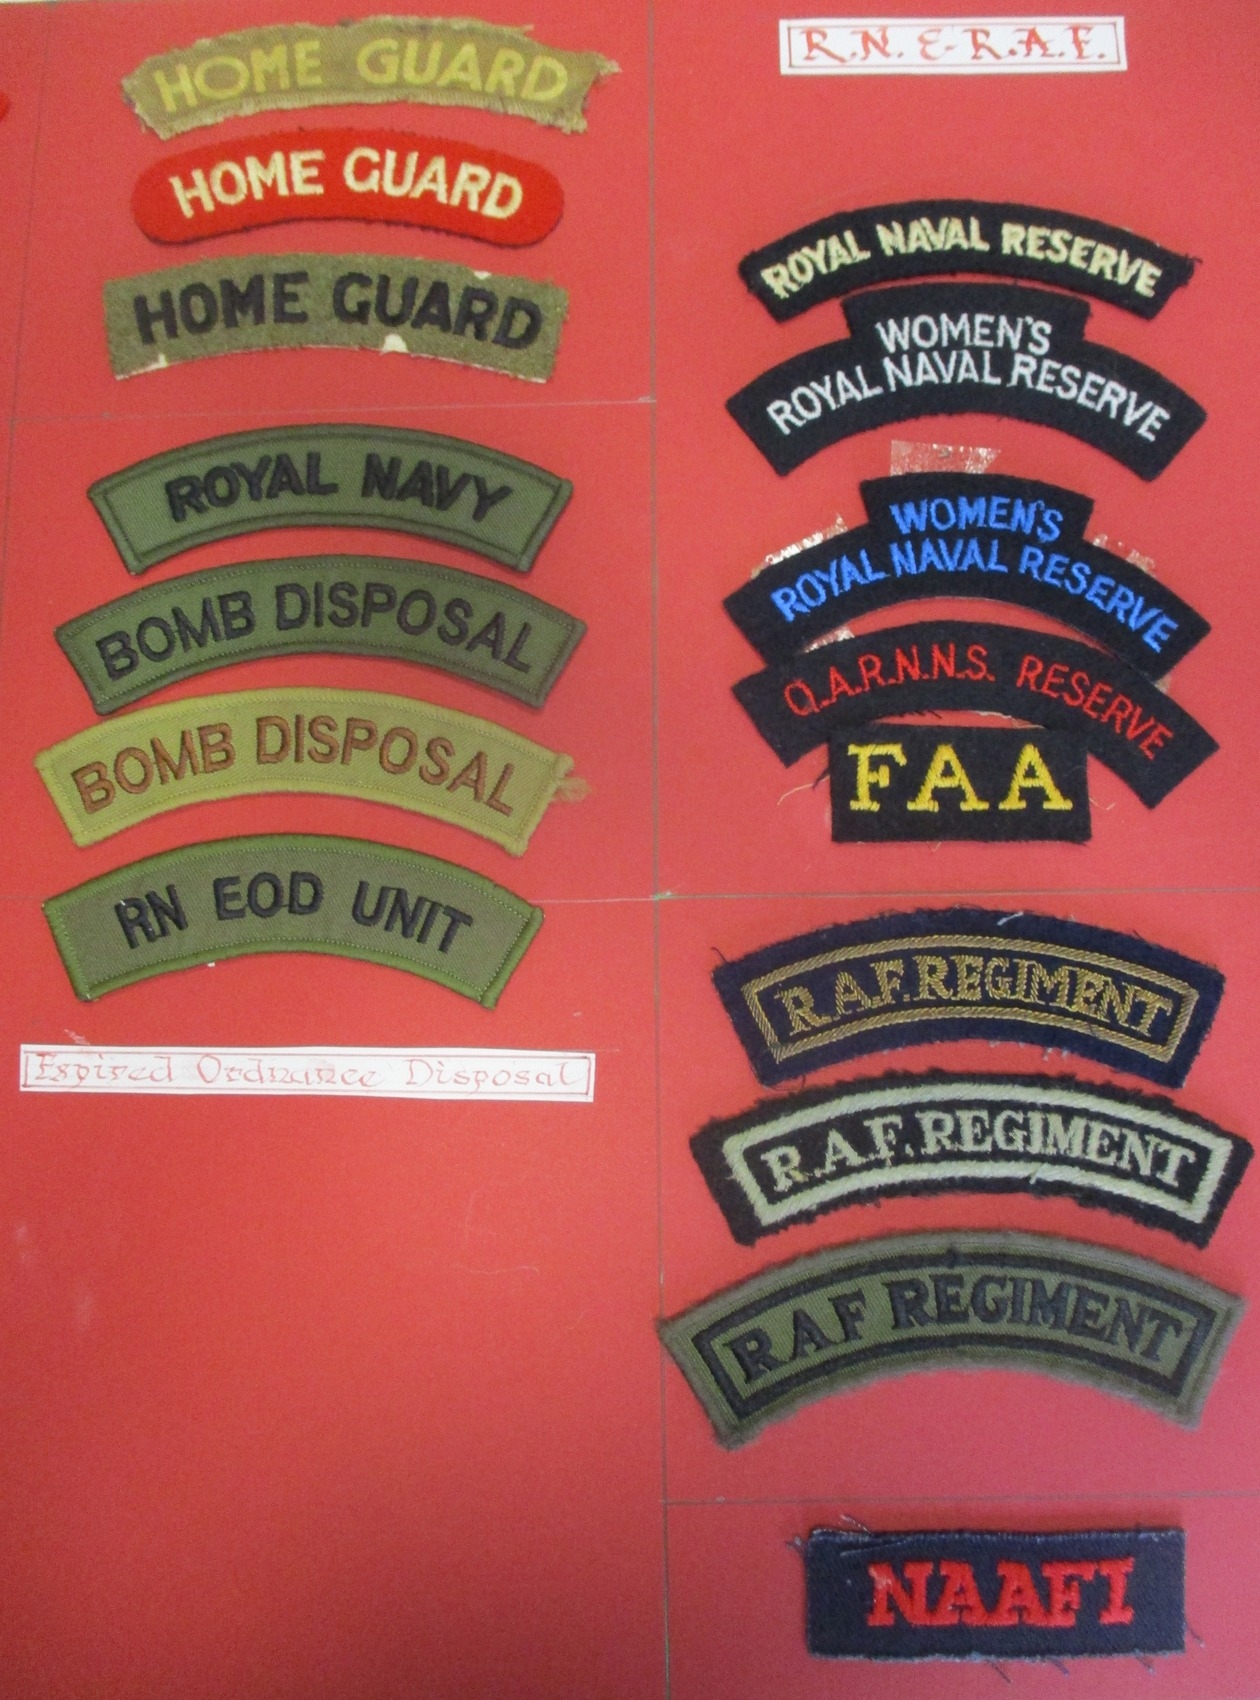 HOME GUARD
HOME GUARD
HOME GUARD
ROYAL NAVY
BOMB DISPOSAL
BOMB DISPOSAL
RN EOD UNIT
Expired Ordnance Disposal
R.N. & R.A.F.
ROYAL NAVAL RESERVE
WOMEN'S
ROYAL NAVAL RESERVE
WOMEN'S
ROYAL NAVAL RESERVE
Q.A.R.N.N.S. RESERVE
FAA
R.A.F. REGIMENT
R.A.F. REGIMENT
RAF REGIMENT
NAAFI